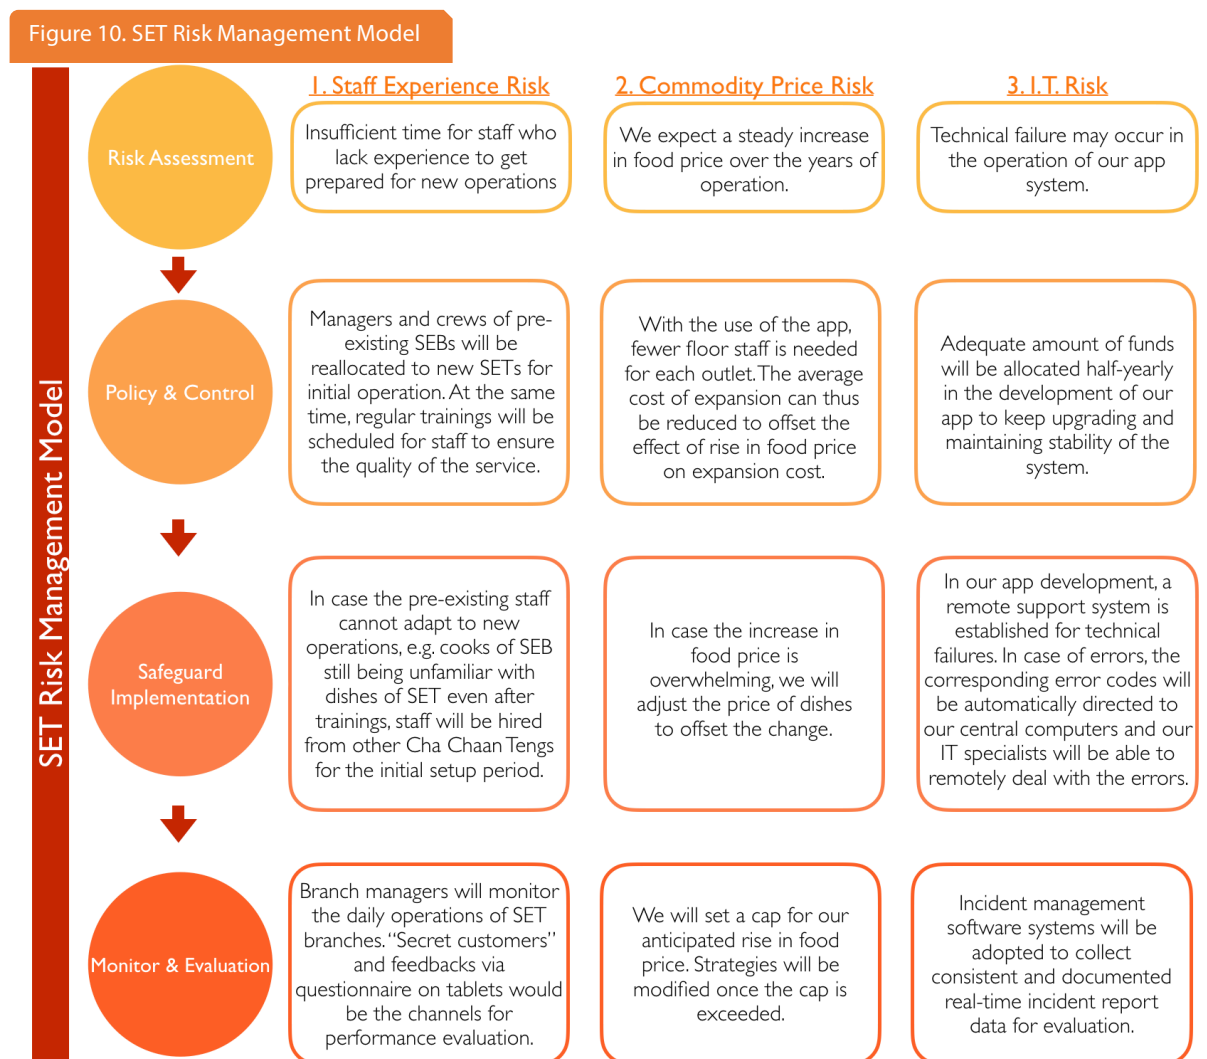 Figure 10. SET Risk Management Model
SET Risk Management Model
1. Staff Experience Risk
2. Commodity Price Risk
3. I.T. Risk
Risk Assessment
Insufficient time for staff who
lack experience to get
prepared for new operations
We expect a steady increase
in food price over the years of
operation.
Technical failure may occur in
the operation of our app
system.
Policy & Control
Managers and crews of pre-
existing SEBs will be
reallocated to new SETs for
initial operation. At the same
time, regular trainings will be
scheduled for staff to ensure
the quality of the service.
With the use of the app,
fewer floor staff is needed
for each outlet. The average
cost of expansion can thus
be reduced to offset the
effect of rise in food price
on expansion cost.
Adequate amount of funds
will be allocated half-yearly
in the development of our
app to keep upgrading and
maintaining stability of the
system.
Safeguard
Implementation
In case the pre-existing staff
cannot adapt to new
operations, e.g. cooks of SEB
still being unfamiliar with
dishes of SET even after
trainings, staff will be hired
from other Cha Chaan Tengs
for the initial setup period.
In case the increase in
food price is
overwhelming, we will
adjust the price of dishes
to offset the change.
In our app development, a
remote support system is
established for technical
failures. In case of errors, the
corresponding error codes will
be automatically directed to
our central computers and our
IT specialists will be able to
remotely deal with the errors.
Monitor & Evaluation
Branch managers will monitor
the daily operations of SET
branches. “Secret customers”
and feedbacks via
questionnaire on tablets would
be the channels for
performance evaluation.
We will set a cap for our
anticipated rise in food
price. Strategies will be
modified once the cap is
exceeded.
Incident management
software systems will be
adopted to collect
consistent and documented
real-time incident report
data for evaluation.